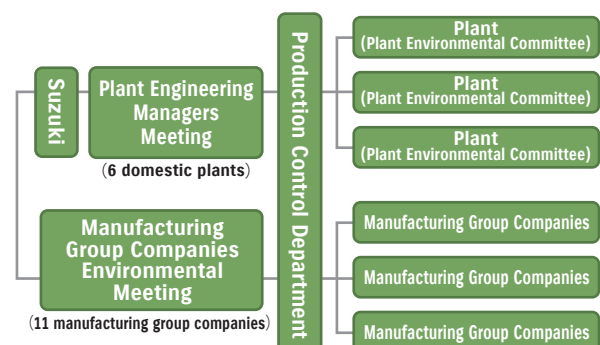 Suzuki
Plant Engineering
Managers
Meeting
(6 domestic plants)
Manufacturing
Group Companies
Environmental
Meeting
(11 manufacturing group companies)
Production Control Department
Plant
(Plant Environmental Committee)
Plant
(Plant Environmental Committee)
Plant
(Plant Environmental Committee)
Manufacturing Group Companies
Manufacturing Group Companies
Manufacturing Group Companies